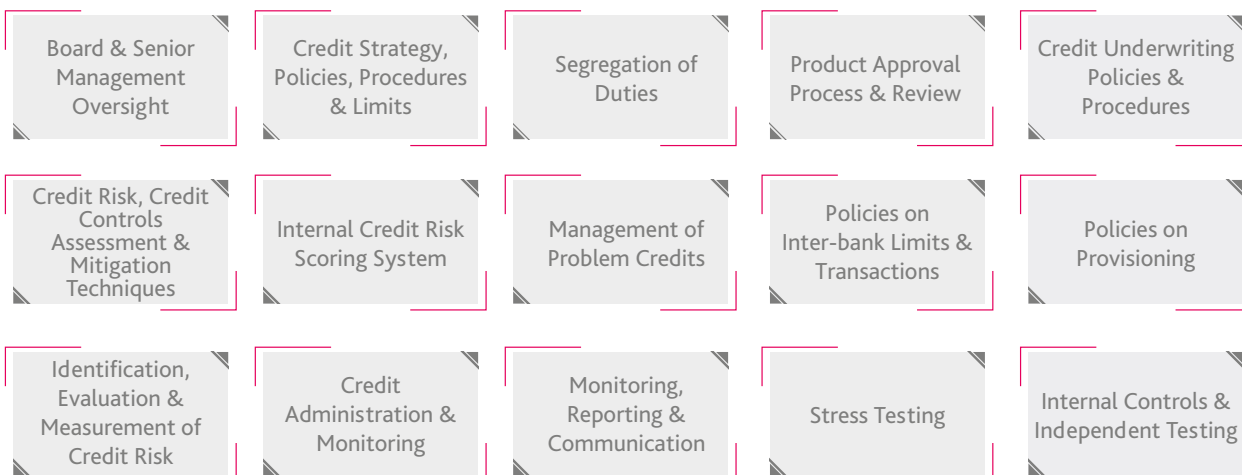 Board & Senior
Management
Oversight
Credit Strategy,
Policies, Procedures
& Limits
Segregation of
Duties
Product Approval
Process & Review
Credit Underwriting
Policies &
Procedures
Credit Risk, Credit
Controls
Assessment &
Mitigation
Techniques
Internal Credit Risk
Scoring System
Management of
Problem Credits
Policies on
Inter-bank Limits &
Transactions
Policies on
Provisioning
Identification,
Evaluation &
Measurement of
Credit Risk
Credit
Administration &
Monitoring
Monitoring,
Reporting &
Communication
Stress Testing
Internal Controls &
Independent Testing